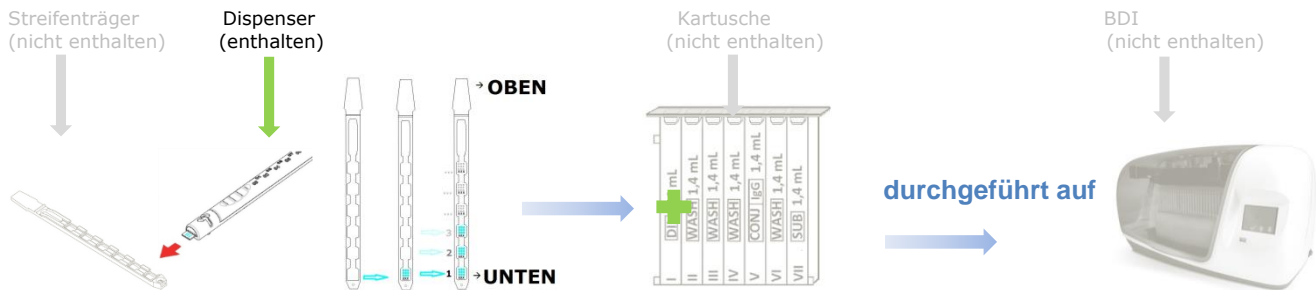 Streifenträger
(nicht enthalten)
Dispenser
(enthalten)
Kartusche
(nicht enthalten)
BDI
(nicht enthalten)
OBEN
3
2
1
UNTEN
durchgeführt auf
DI mL
WASH 1,4 mL
WASH 1,4 mL
WASH 1,4 mL
CONJ IgG 1,4 mL
WASH 1,4 mL
SUB 1,4 mL
I
II
III
IV
V
VI
VII